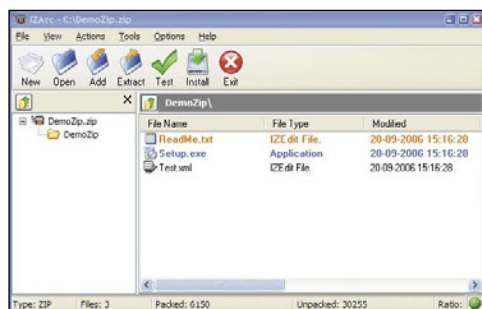 IZArc - C:\DemoZip.zip
File View Actions Tools Options Help
New Open Add Extract Test Install Exit
DemoZip\
DemoZip.zip
DemoZip
File Name File Type Modified
ReadMe.txt IZEdit File. 20-09-2006 15:16:28
Setup.exe Application 20-09-2006 15:16:28
Test.xml IZEdit File. 20-09-2006 15:16:28
Type: ZIP Files: 3 Packed: 6150 Unpacked: 30255 Ratio: